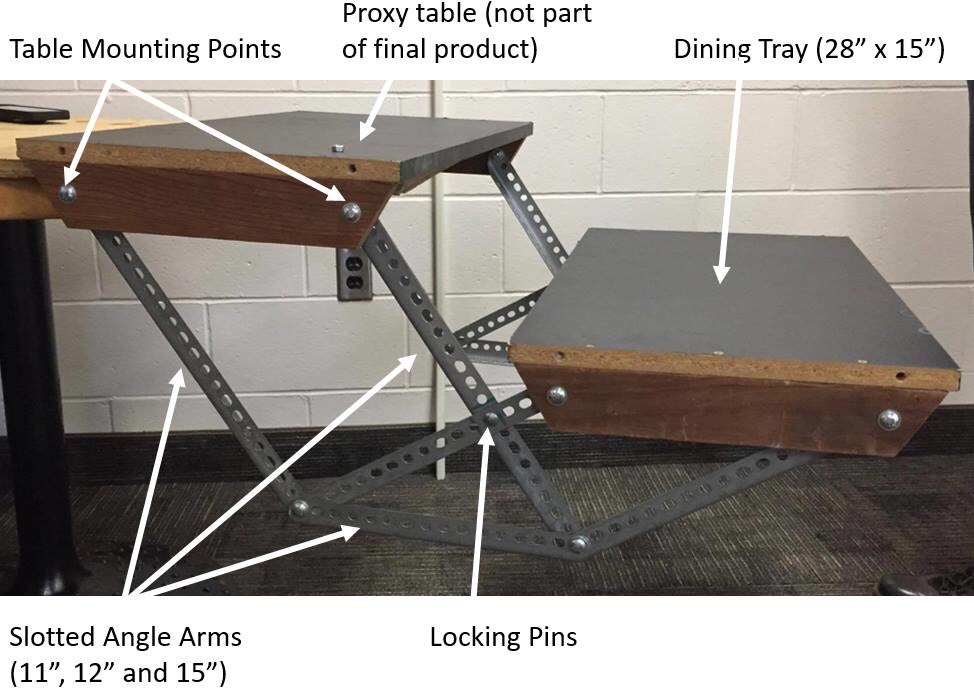 Proxy table (not part
of final product)
Table Mounting Points
Dining Tray (28” x 15”)
Slotted Angle Arms
(11”, 12” and 15”)
Locking Pins